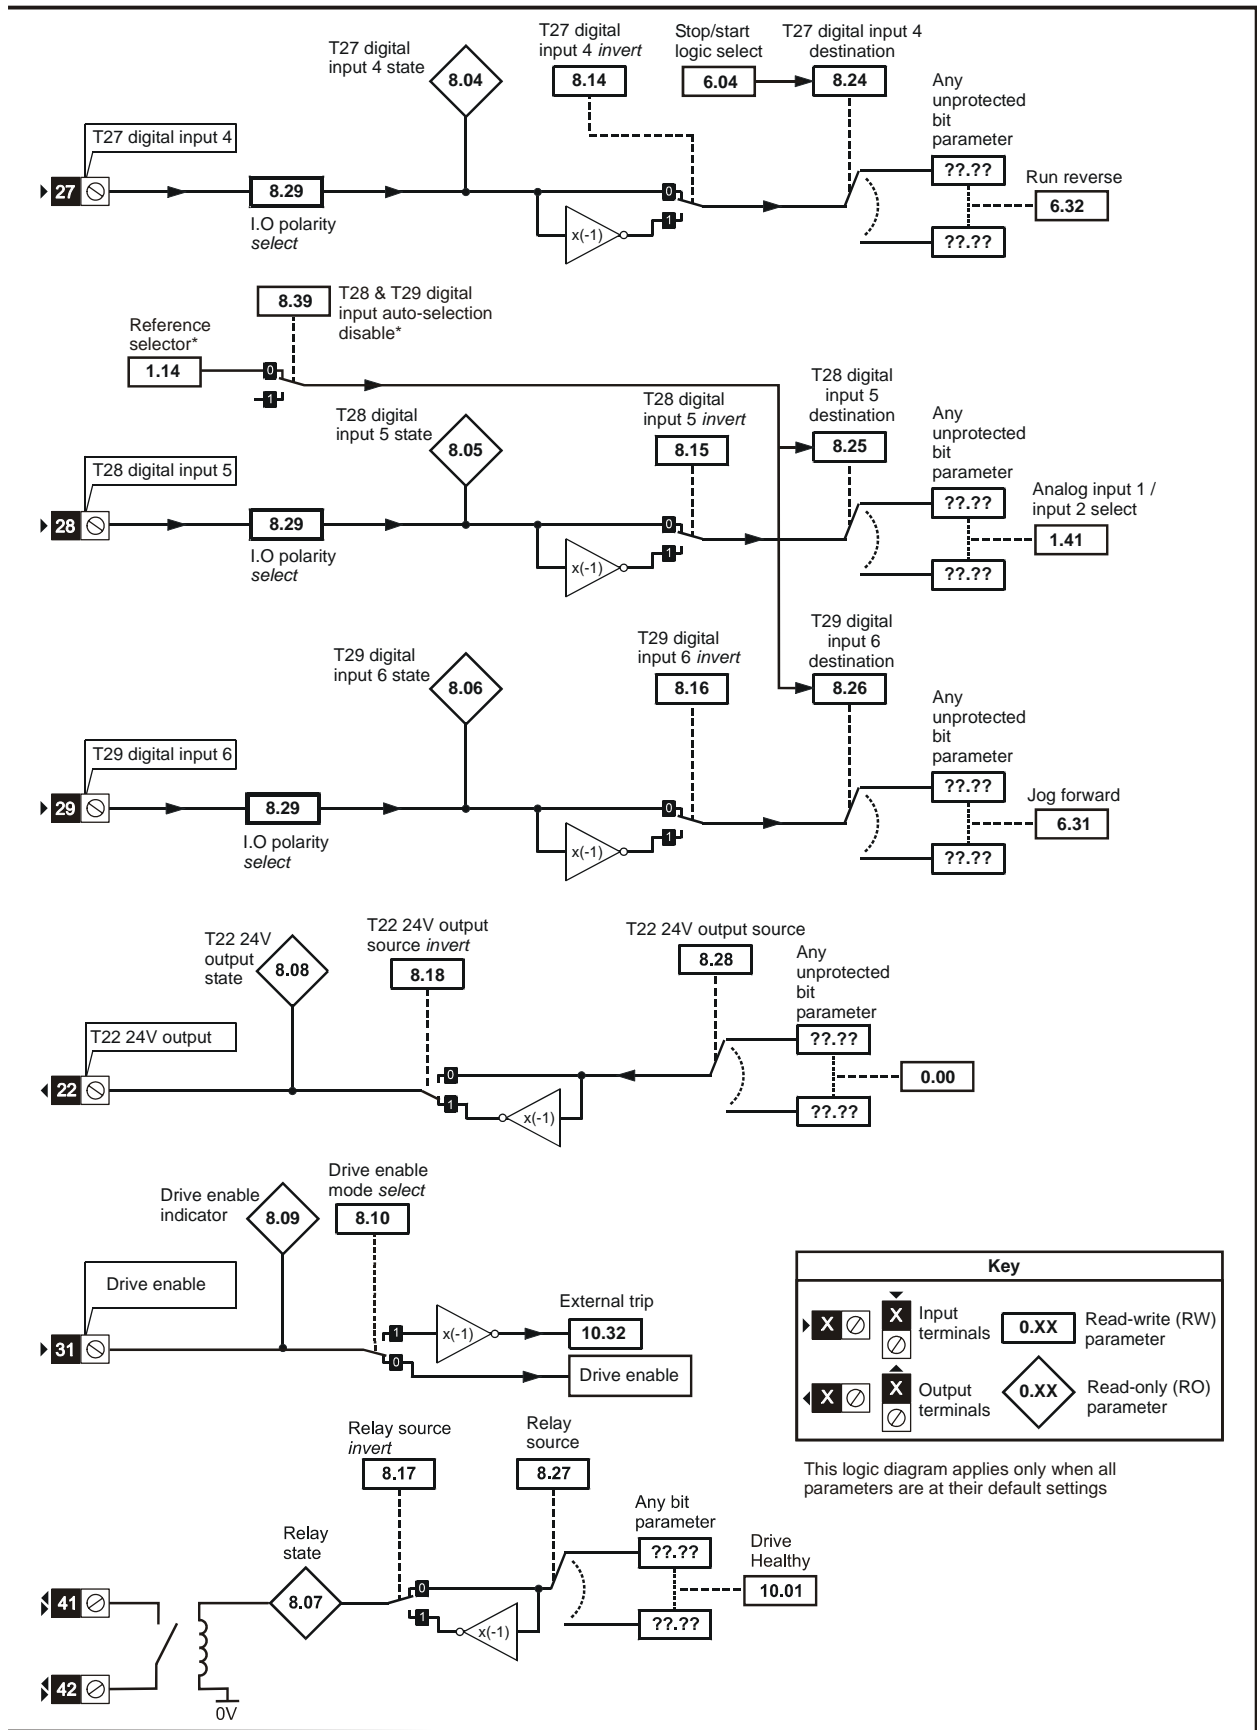 T27 digital
input 4 state
8.04
T27 digital
input 4 invert
8.14
Stop/start
logic select
6.04
T27 digital input 4
destination
8.24
Any
unprotected
bit
parameter
??.??
??.??
Run reverse
6.32
T27 digital input 4
27
8.29
I.O polarity
select
0
1
x(-1)
8.39
T28 & T29 digital
input auto-selection
disable*
Reference
selector*
1.14
0
1
T28 digital
input 5 state
8.05
T28 digital
input 5 invert
8.15
T28 digital
input 5
destination
8.25
Any
unprotected
bit
parameter
??.??
??.??
Analog input 1 /
input 2 select
1.41
T28 digital input 5
28
8.29
I.O polarity
select
0
1
x(-1)
T29 digital
input 6 state
8.06
T29 digital
input 6 invert
8.16
T29 digital
input 6
destination
8.26
Any
unprotected
bit
parameter
??.??
??.??
Jog forward
6.31
T29 digital input 6
29
8.29
I.O polarity
select
0
1
x(-1)
T22 24V
output
state
8.08
T22 24V output
source invert
8.18
T22 24V output source
8.28
Any
unprotected
bit
parameter
??.??
??.??
0.00
T22 24V output
22
0
1
x(-1)
Drive enable
indicator
8.09
Drive enable
mode select
8.10
Drive enable
31
1
0
x(-1)
External trip
10.32
Drive enable
Key
X
X
Input
terminals
0.XX
Read-write (RW)
parameter
X
X
Output
terminals
0.XX
Read-only (RO)
parameter
This logic diagram applies only when all
parameters are at their default settings
Relay source
invert
8.17
Relay
source
8.27
Any bit
parameter
??.??
??.??
Drive
Healthy
10.01
Relay
state
8.07
0
1
x(-1)
41
42
0V